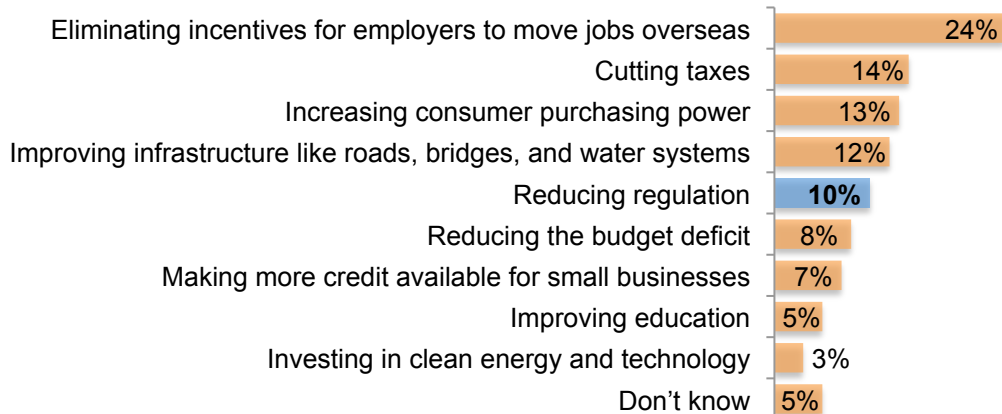 Eliminating incentives for employers to move jobs overseas 24%
Cutting taxes 14%
Increasing consumer purchasing power 13%
Improving infrastructure like roads, bridges, and water systems 12%
Reducing regulation 10%
Reducing the budget deficit 8%
Making more credit available for small businesses 7%
Improving education 5%
Investing in clean energy and technology 3%
Don’t know 5%